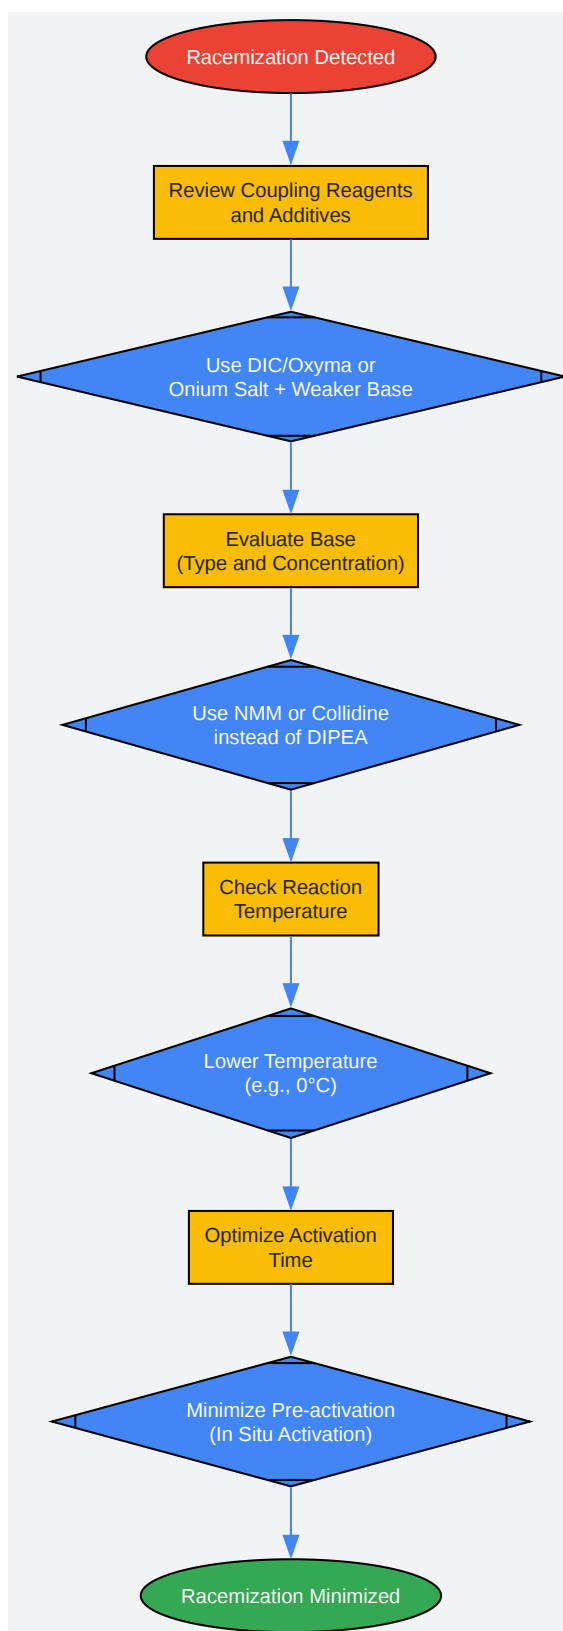 Racemization Detected
Review Coupling Reagents
and Additives
Use DIC/Oxyma or
Onium Salt + Weaker Base
Evaluate Base
(Type and Concentration)
Use NMM or Collidine
instead of DIPEA
Check Reaction
Temperature
Lower Temperature
(e.g., 0°C)
Optimize Activation
Time
Minimize Pre-activation
(In Situ Activation)
Racemization Minimized